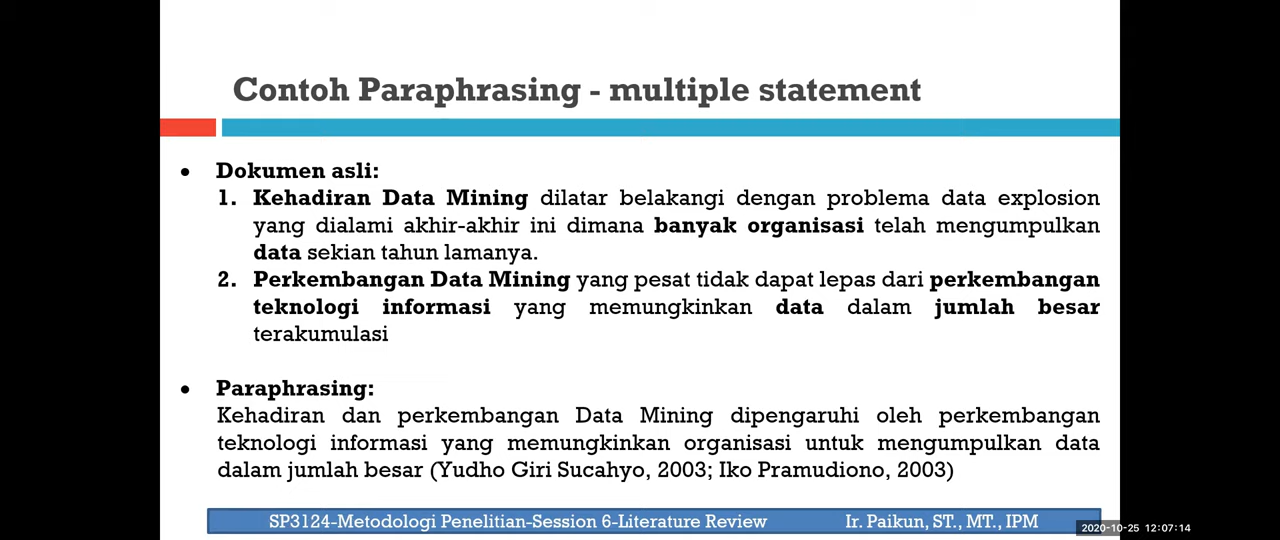 Contoh Paraphrasing - multiple statement
• Dokumen asli:
1. Kehadiran Data Mining dilatar belakangi dengan problema data explosion
yang dialami akhir-akhir ini dimana banyak organisasi telah mengumpulkan
data sekian tahun lamanya.
2. Perkembangan Data Mining yang pesat tidak dapat lepas dari perkembangan
teknologi informasi yang memungkinkan data dalam jumlah besar
terakumulasi
• Paraphrasing:
Kehadiran dan perkembangan Data Mining dipengaruhi oleh perkembangan
teknologi informasi yang memungkinkan organisasi untuk mengumpulkan data
dalam jumlah besar (Yudho Giri Sucahyo, 2003; Iko Pramudiono, 2003)
SP3124-Metodologi Penelitian-Session 6-Literature Review Ir. Paikun, ST., MT., IPM
2020-10-25 12:07:14